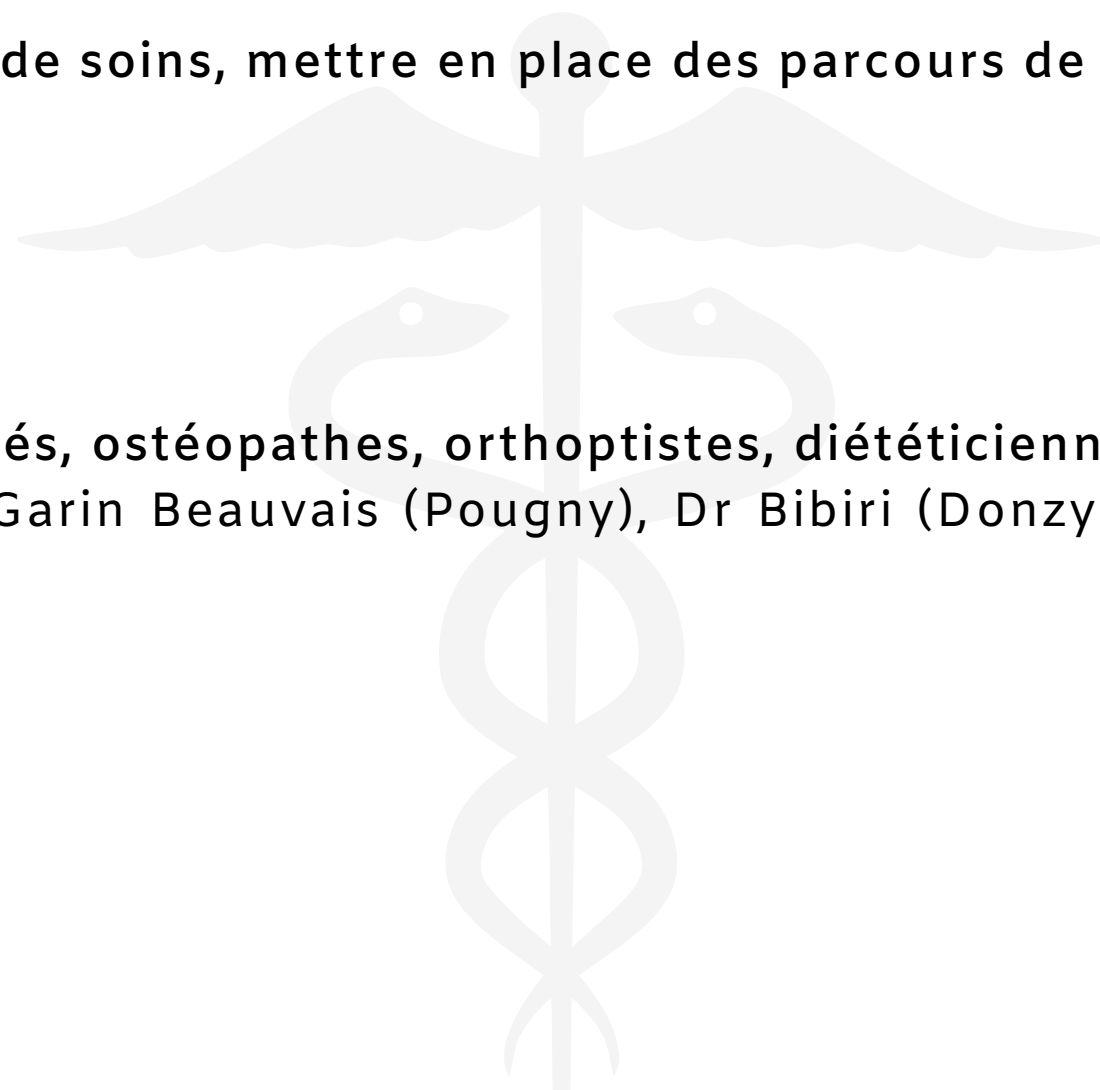 de soins, mettre en place des parcours de
és, ostéopathes, orthoptistes, diététicienn
Garin Beauvais (Pougny), Dr Bibiri (Donzy